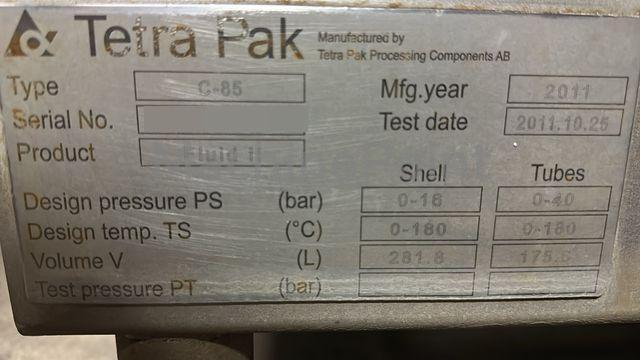 Tetra Pak
Manufactured by
Tetra Pak Processing Components AB
Type C-85
Mfg.year 2011
Serial No.
Test date 2011.10.25
Product Fluid II
Shell Tubes
Design pressure PS (bar) 0-16 0-40
Design temp. TS (°C) 0-180 0-180
Volume V (L) 281.8
Test pressure PT (bar)